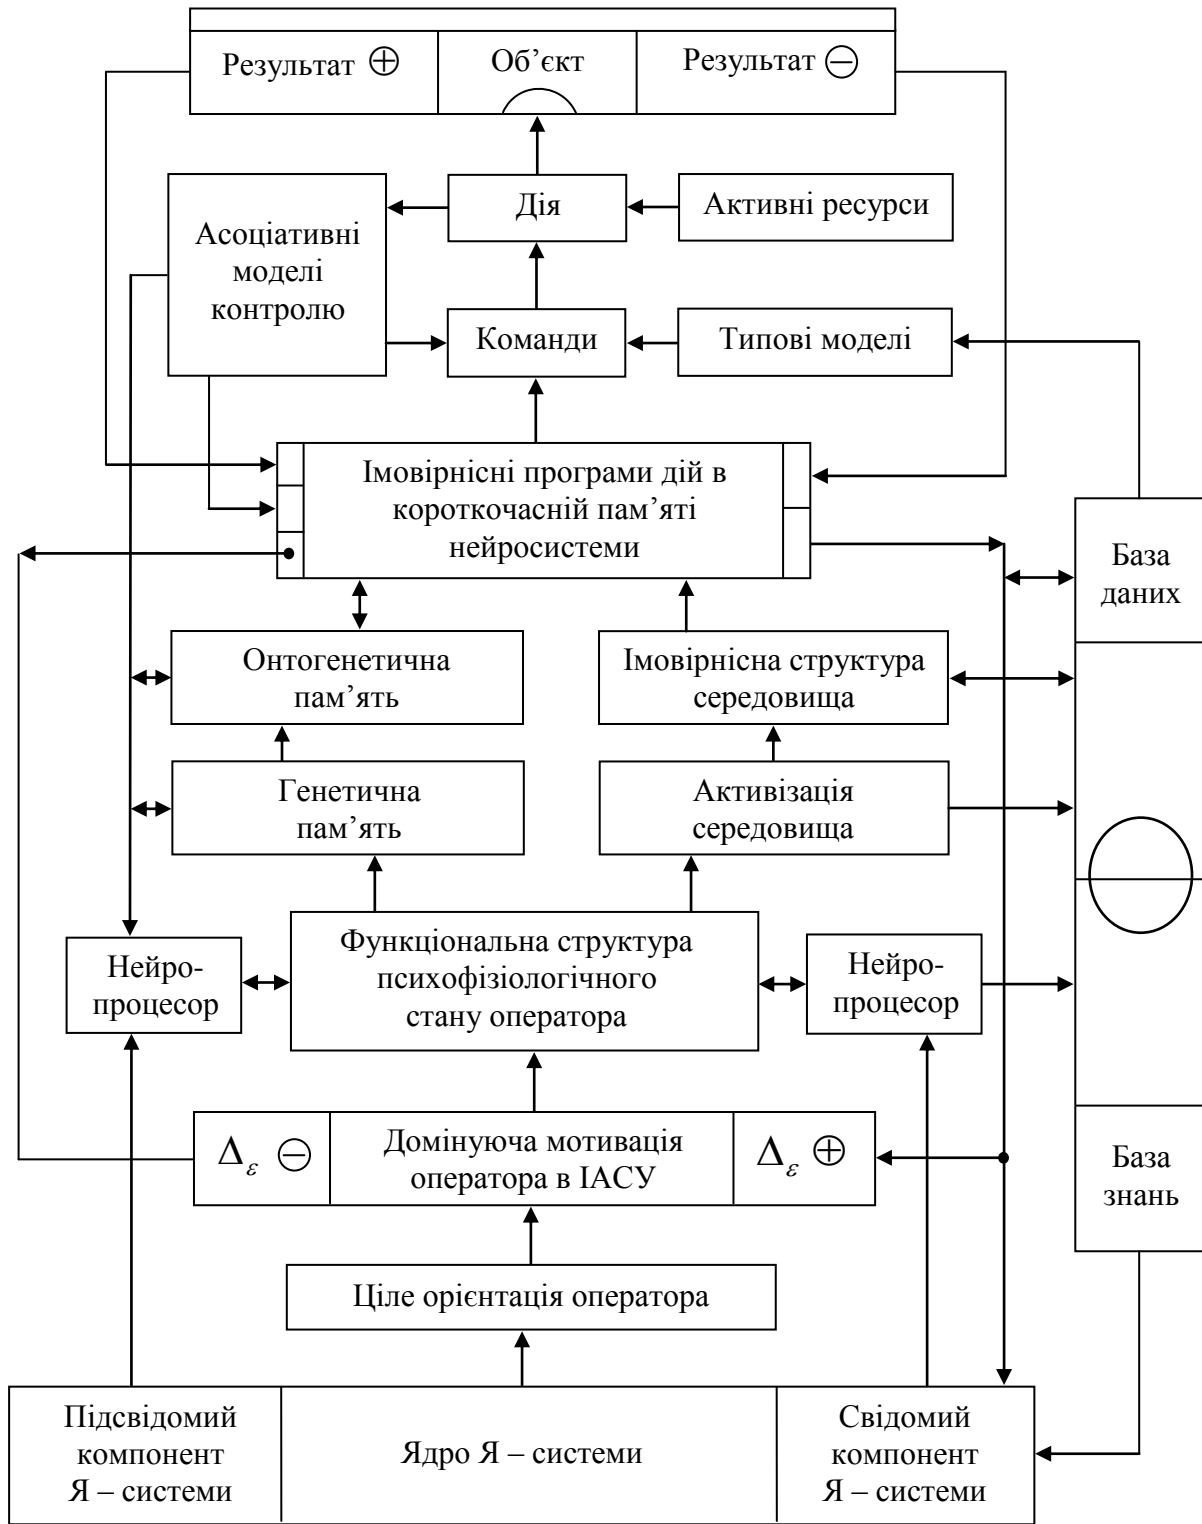 Результат ⊕
Об’єкт
Результат ⊖
Дія
Активні ресурси
Асоціативні
моделі
контролю
Команди
Типові моделі
Імовірнісні програми дій в
короткочасній пам’яті
нейросистеми
База
даних
Онтогенетична
пам’ять
Імовірнісна структура
середовища
Генетична
пам’ять
Активізація
середовища
Нейро-
процесор
Функціональна структура
психофізіологічного
стану оператора
Нейро-
процесор
Δε ⊖
Домінуюча мотивація
оператора в ІАСУ
Δε ⊕
База
знань
Ціле орієнтація оператора
Підсвідомий
компонент
Я – системи
Ядро Я – системи
Свідомий
компонент
Я – системи